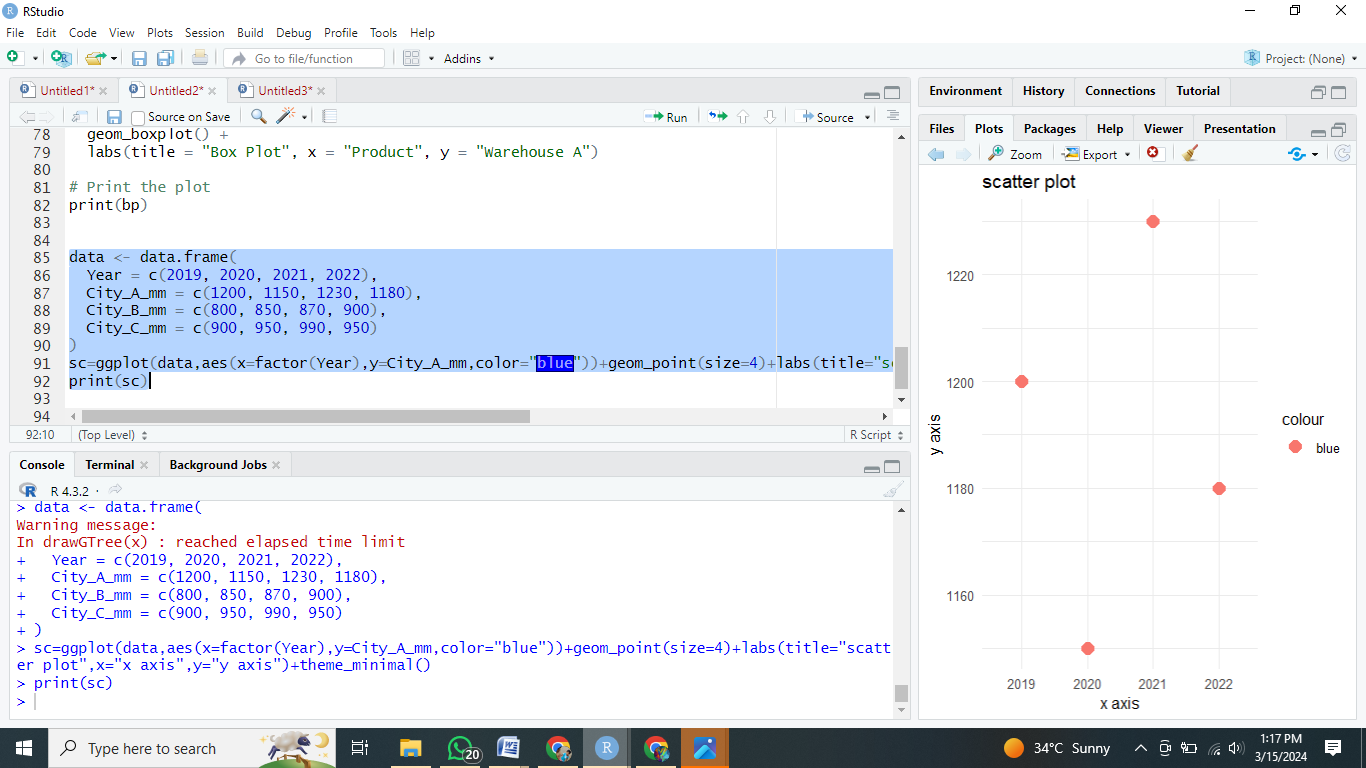 RStudio
File Edit Code View Plots Session Build Debug Profile Tools Help
Go to file/function Addins Project: (None)
Untitled1* Untitled2* Untitled3*
Source on Save Run Source
78 geom_boxplot() +
79 labs(title = "Box Plot", x = "Product", y = "Warehouse A")
80
81 # Print the plot
82 print(bp)
83
84
85 data <- data.frame(
86 Year = c(2019, 2020, 2021, 2022),
87 City_A_mm = c(1200, 1150, 1230, 1180),
88 City_B_mm = c(800, 850, 870, 900),
89 City_C_mm = c(900, 950, 990, 950)
90 )
91 sc=ggplot(data,aes(x=factor(Year),y=City_A_mm,color="blue"))+geom_point(size=4)+labs(title="sc
92 print(sc)
93
94
92:10 (Top Level) R Script
Console Terminal Background Jobs
R 4.3.2 ·
> data <- data.frame(
Warning message:
In drawGTree(x) : reached elapsed time limit
+ Year = c(2019, 2020, 2021, 2022),
+ City_A_mm = c(1200, 1150, 1230, 1180),
+ City_B_mm = c(800, 850, 870, 900),
+ City_C_mm = c(900, 950, 990, 950)
+ )
> sc=ggplot(data,aes(x=factor(Year),y=City_A_mm,color="blue"))+geom_point(size=4)+labs(title="scatt
er plot",x="x axis",y="y axis")+theme_minimal()
> print(sc)
>
Environment History Connections Tutorial
Files Plots Packages Help Viewer Presentation
Zoom Export
scatter plot
1220
1200
1180
1160
y axis
2019 2020 2021 2022
x axis
colour
blue
Type here to search
20
34°C Sunny
1:17 PM
3/15/2024